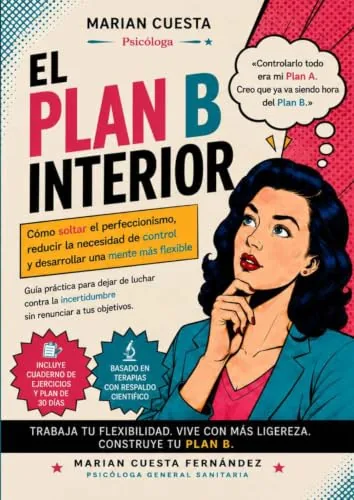 MARIAN CUESTA
Psicóloga
EL
PLAN B
INTERIOR
«Controlarlo todo
era mi Plan A.
Creo que ya va siendo hora
del Plan B.»
Cómo soltar el perfeccionismo,
reducir la necesidad de control
y desarrollar una mente más flexible
Guía práctica para dejar de luchar
contra la incertidumbre
sin renunciar a tus objetivos.
INCLUYE
CUADERNO DE
EJERCICIOS
Y PLAN DE
30 DÍAS
BASADO EN
TERAPIAS
CON RESPALDO
CIENTÍFICO
TRABAJA TU FLEXIBILIDAD. VIVE CON MÁS LIGEREZA.
CONSTRUYE TU PLAN B.
MARIAN CUESTA FERNÁNDEZ
PSICÓLOGA GENERAL SANITARIA